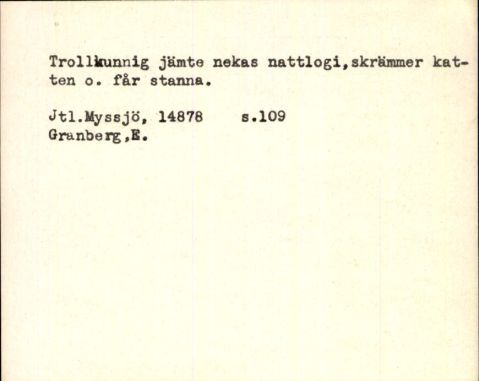 Trollkunnig jämte nekas nattlogi,skrämmer kat-
ten o. får stanna.
Jtl.Myssjö, 14878 s.109
Granberg,E.